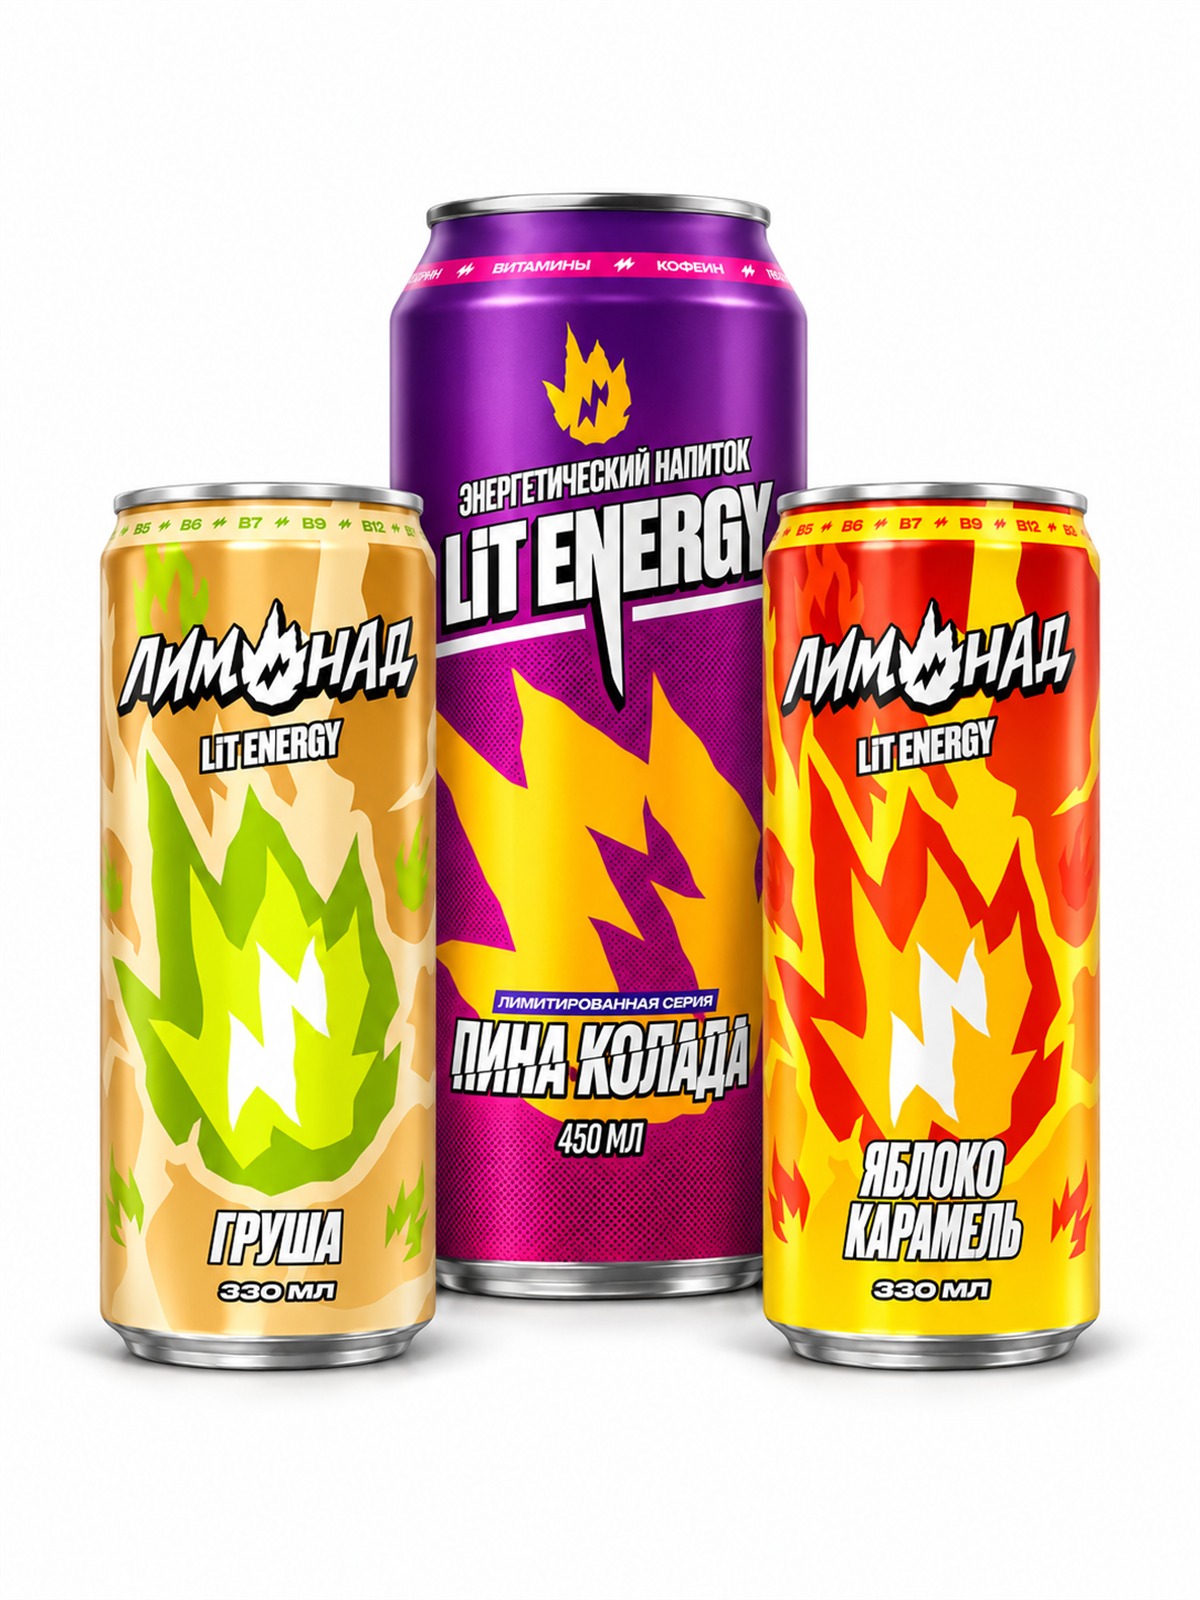 ВИТАМИНЫ КОФЕИН
ЭНЕРГЕТИЧЕСКИЙ НАПИТОК
LiT ENERGY
ЛИМИТИРОВАННАЯ СЕРИЯ
ПИНА КОЛАДА
450 МЛ
B5 B6 B7 B9 B12
ЛИМОНАД
LiT ENERGY
ГРУША
330 МЛ
B5 B6 B7 B9 B12
ЛИМОНАД
LiT ENERGY
ЯБЛОКО
КАРАМЕЛЬ
330 МЛ